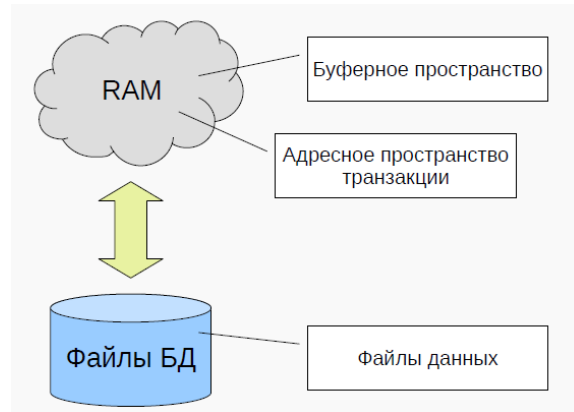 RAM
Буферное пространство
Адресное пространство
транзакции
Файлы БД
Файлы данных